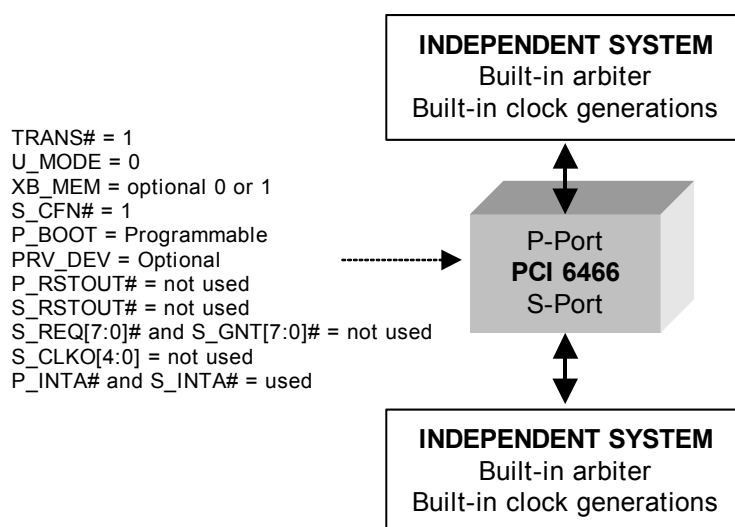 INDEPENDENT SYSTEM
Built-in arbiter
Built-in clock generations
TRANS# = 1
U_MODE = 0
XB_MEM = optional 0 or 1
S_CFN# = 1
P_BOOT = Programmable
PRV_DEV = Optional
P_RSTOUT# = not used
S_RSTOUT# = not used
S_REQ[7:0]# and S_GNT[7:0]# = not used
S_CLKO[4:0] = not used
P_INTA# and S_INTA# = used
P-Port
PCI 6466
S-Port
INDEPENDENT SYSTEM
Built-in arbiter
Built-in clock generations